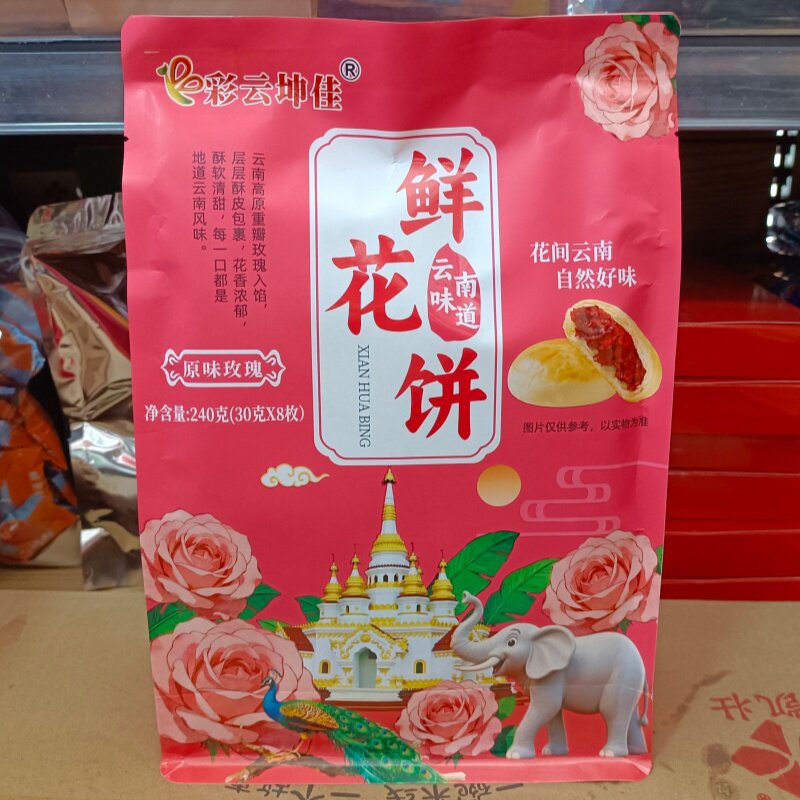 彩云坤佳®
云南高原重瓣玫瑰入馅，
层层酥皮包裹，花香浓郁，
酥软清甜，每一口都是
地道云南风味。
鲜花饼
云南味道
XIAN HUA BING
花间云南
自然好味
原味玫瑰
净含量:240克(30克X8枚)
图片仅供参考，以实物为准